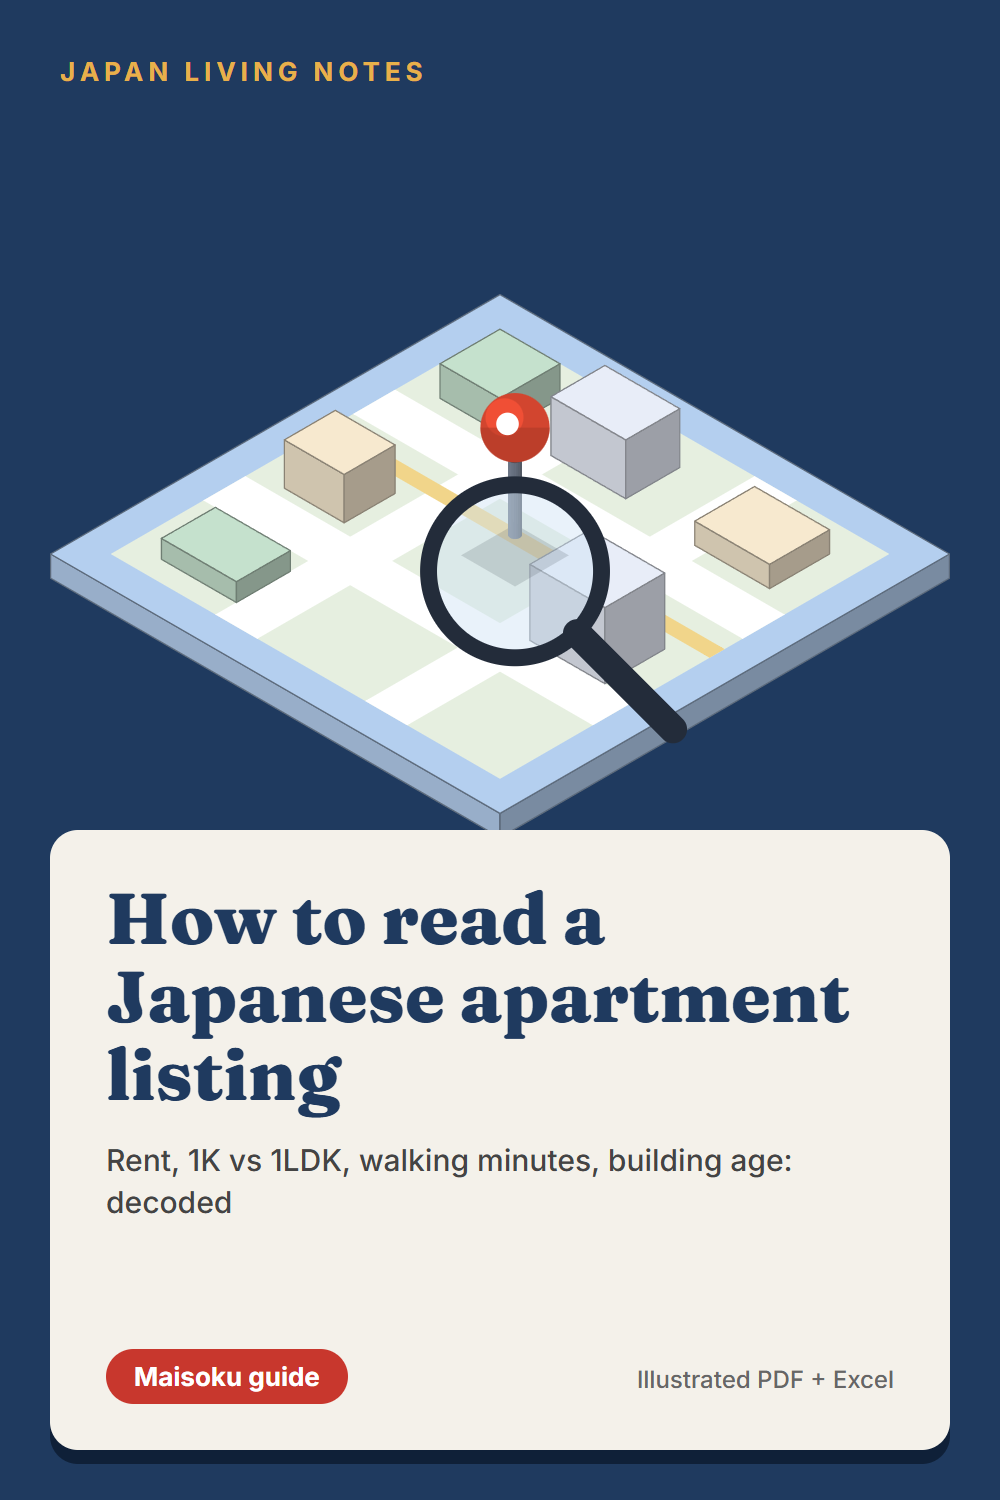 JAPAN LIVING NOTES
How to read a
Japanese apartment
listing
Rent, 1K vs 1LDK, walking minutes, building age:
decoded
Maisoku guide
Illustrated PDF + Excel